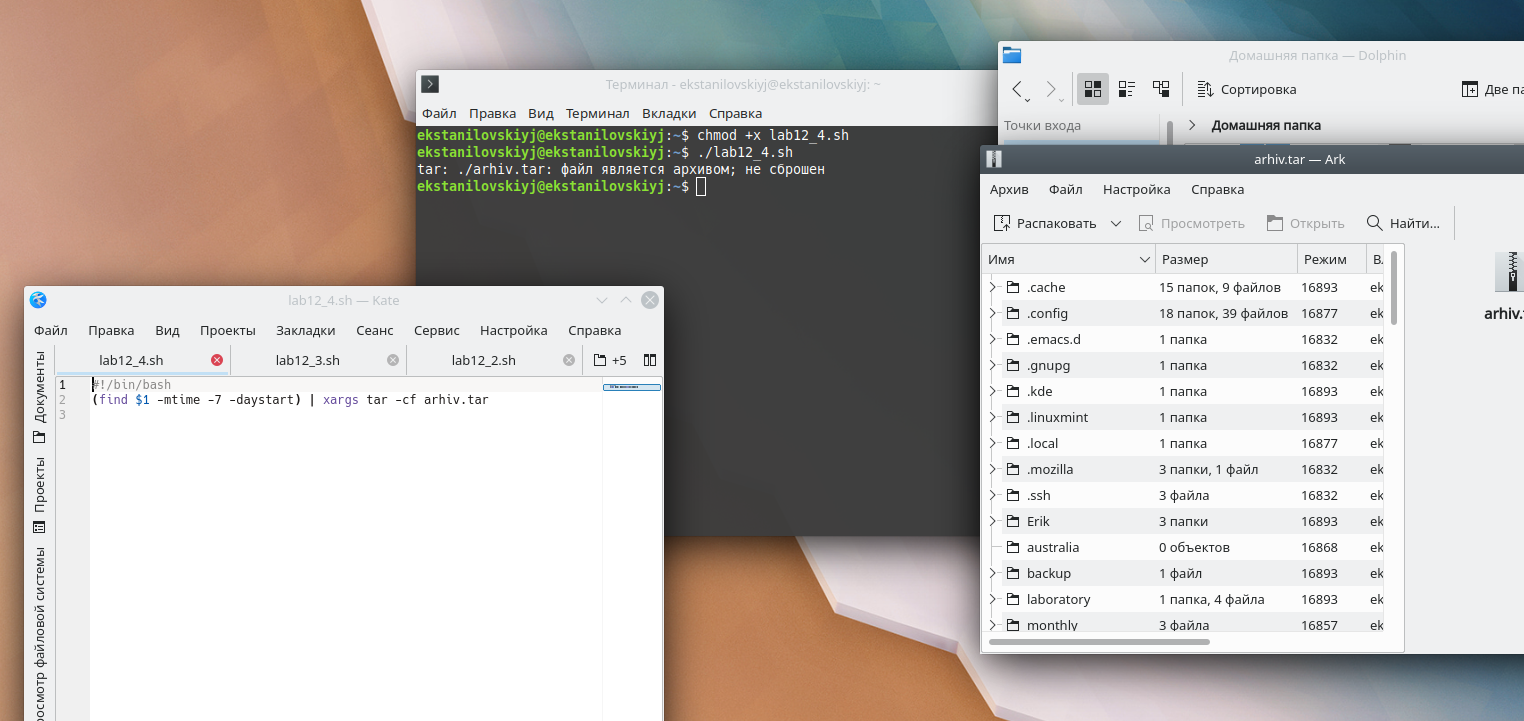 Терминал - ekstanilovskiyj@ekstanilovskiyj: ~
Файл Правка Вид Терминал Вкладки Справка
ekstanilovskiyj@ekstanilovskiyj:~$ chmod +x lab12_4.sh
ekstanilovskiyj@ekstanilovskiyj:~$ ./lab12_4.sh
tar: ./arhiv.tar: файл является архивом; не сброшен
ekstanilovskiyj@ekstanilovskiyj:~$
Домашняя папка — Dolphin
Сортировка Две
Точки входа
Домашняя папка
arhiv.tar — Ark
Архив Файл Настройка Справка
Распаковать Просмотреть Открыть Найти...
Имя Размер Режим
.cache 15 папок, 9 файлов 16893 ek
.config 18 папок, 39 файлов 16877 ek
.emacs.d 1 папка 16832 ek
.gnupg 1 папка 16832 ek
.kde 1 папка 16893 ek
.linuxmint 1 папка 16893 ek
.local 1 папка 16877 ek
.mozilla 3 папки, 1 файл 16832 ek
.ssh 3 файла 16832 ek
Erik 3 папки 16893 ek
australia 0 объектов 16868 ek
backup 1 файл 16893 ek
laboratory 1 папка, 4 файла 16893 ek
monthly 3 файла 16857 ek
arhiv.
lab12_4.sh — Kate
Файл Правка Вид Проекты Закладки Сеанс Сервис Настройка Справка
lab12_4.sh lab12_3.sh lab12_2.sh +5
1 #!/bin/bash
2 (find $1 -mtime -7 -daystart) | xargs tar -cf arhiv.tar
3
Документы
Проекты
росмотр файловой системы